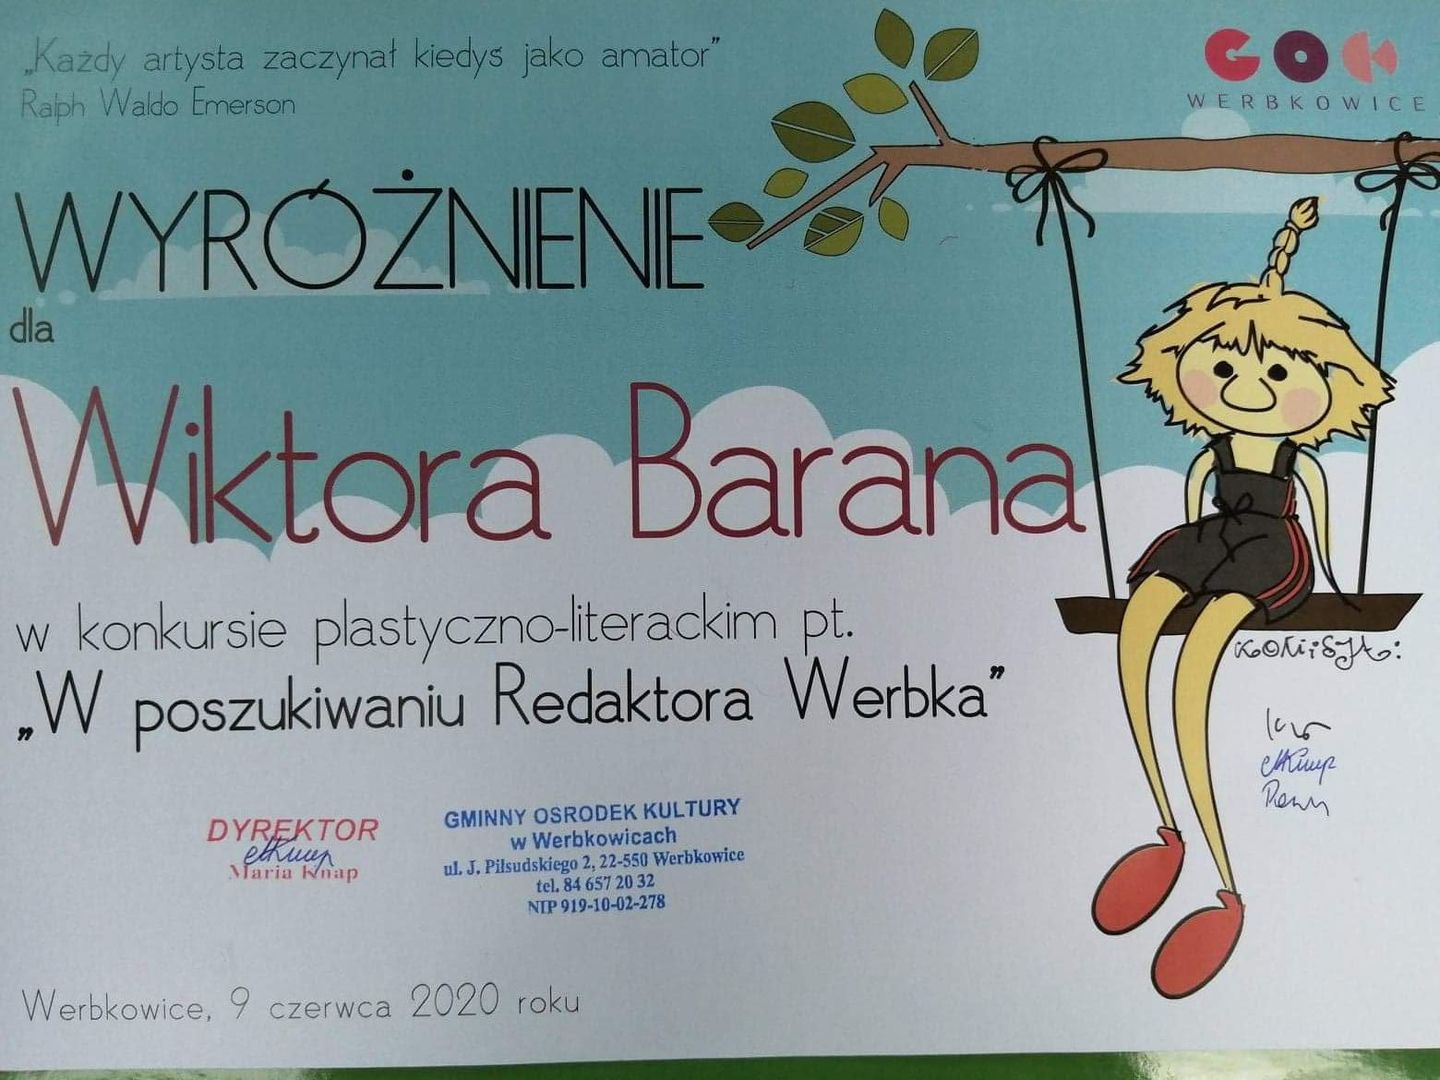 „Każdy artysta zaczynał kiedyś jako amator”
Ralph Waldo Emerson
GOK
WERBKOWICE
WYRÓŻNIENIE
dla
Wiktora Barana
w konkursie plastyczno-literackim pt.
„W poszukiwaniu Redaktora Werbka”
KOMISJA:
DYREKTOR
Maria Knap
GMINNY OSRODEK KULTURY
w Werbkowicach
ul. J. Piłsudskiego 2, 22-550 Werbkowice
tel. 84 657 20 32
NIP 919-10-02-278
Werbkowice, 9 czerwca 2020 roku